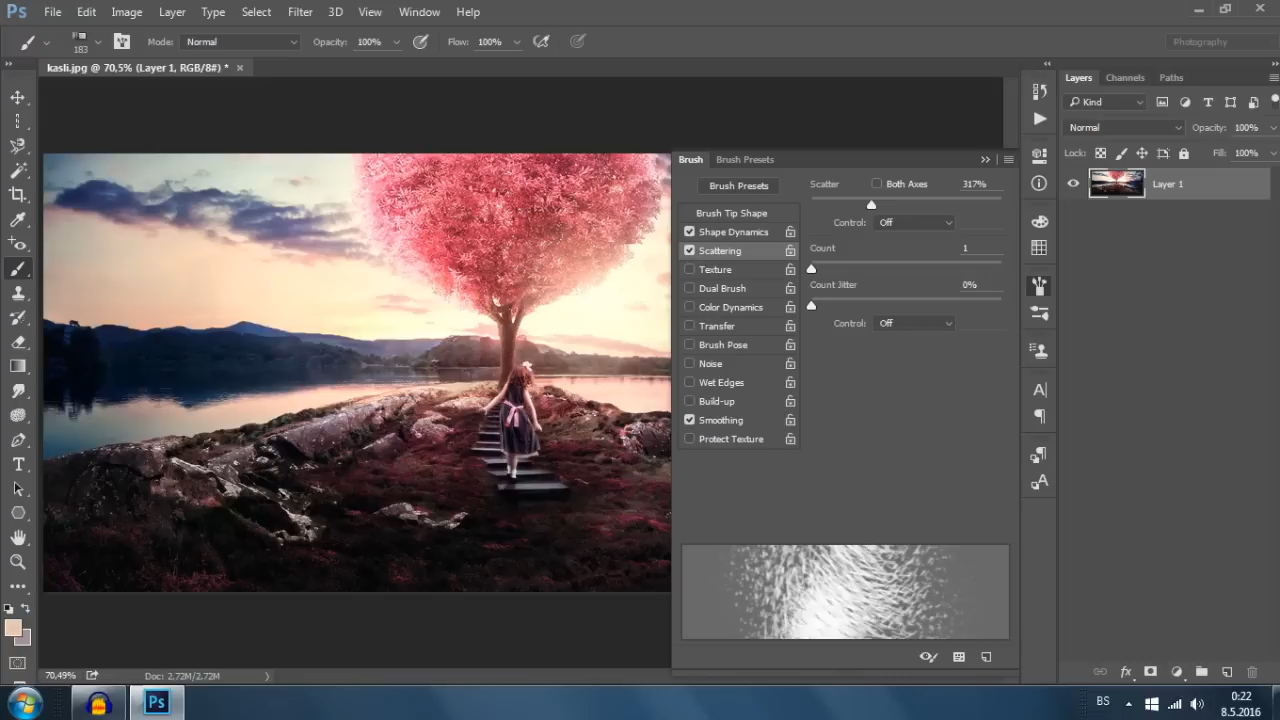 Ps File Edit Image Layer Type Select Filter 3D View Window Help
183 Mode: Normal Opacity: 100% Flow: 100% Photography
kasli.jpg @ 70,5% (Layer 1, RGB/8#) * ×
Layers Channels Paths
Kind
Normal Opacity: 100%
Lock: Fill: 100%
Layer 1
Brush Brush Presets
Brush Presets
Brush Tip Shape
Shape Dynamics
Scattering
Texture
Dual Brush
Color Dynamics
Transfer
Brush Pose
Noise
Wet Edges
Build-up
Smoothing
Protect Texture
Scatter Both Axes 317%
Control: Off
Count 1
Count Jitter 0%
Control: Off
70,49% Doc: 2,72M/2,72M
Ps BS 0:22
8.5.2016